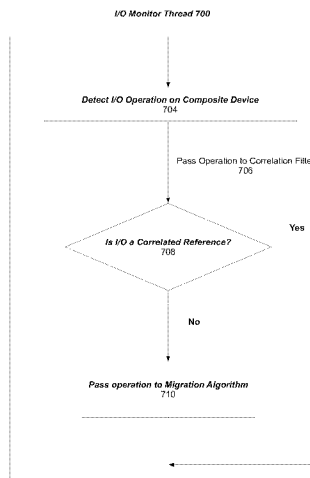 I/O Monitor Thread 700
Detect I/O Operation on Composite Device
704
Pass Operation to Correlation Filte
706
Yes
Is I/O a Correlated Reference?
708
No
Pass operation to Migration Algorithm
710